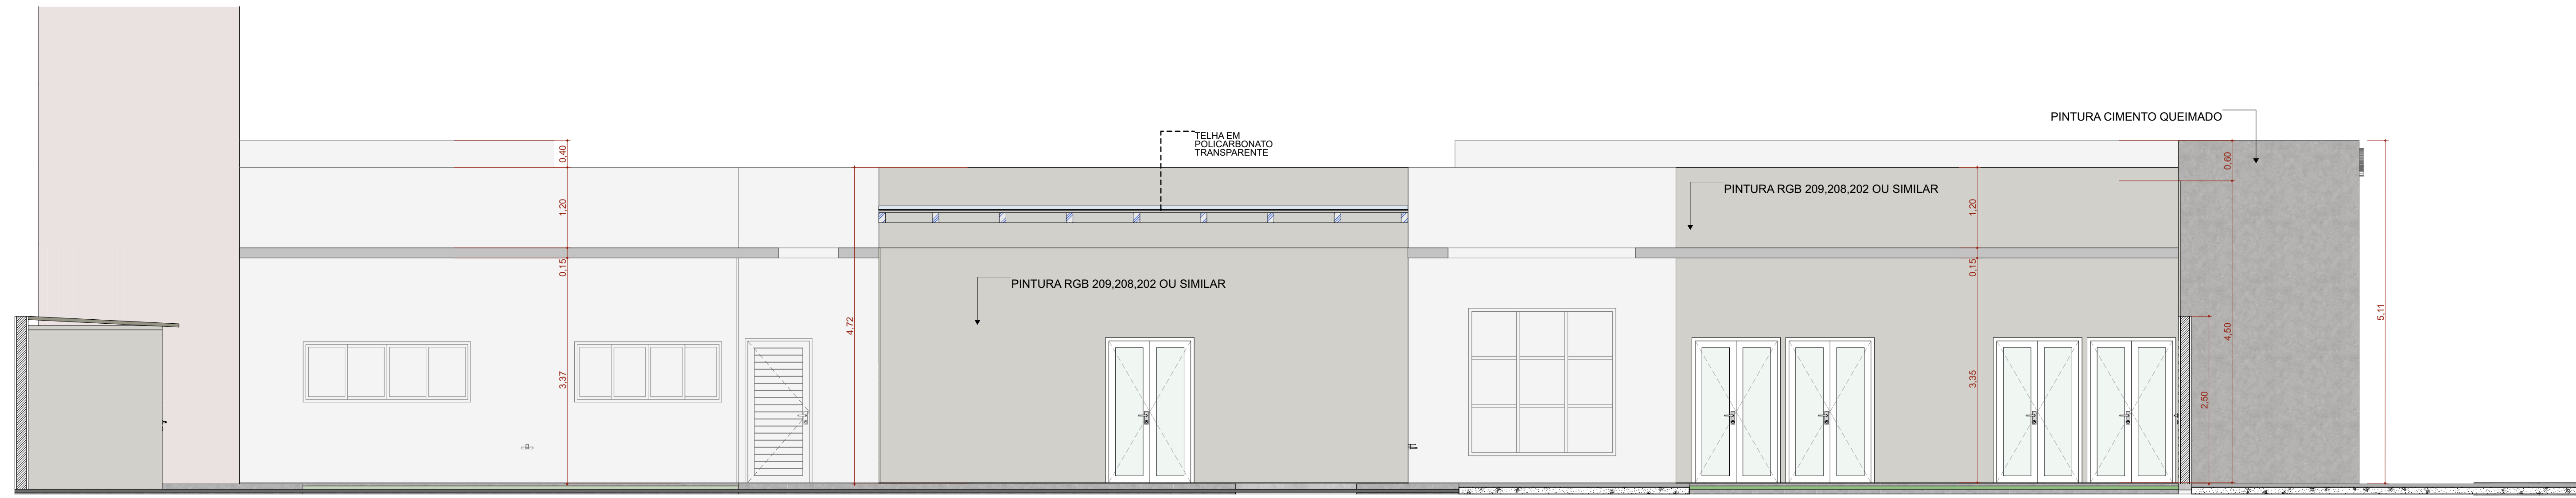 PINTURA CIMENTO QUEIMADO
TELHA EM
POLICARBONATO
TRANSPARENTE
0,40
0,60
1,20
PINTURA RGB 209,208,202 OU SIMILAR
1,20
0,15
0,15
PINTURA RGB 209,208,202 OU SIMILAR
4,72
4,50
5,11
3,37
3,35
2,50